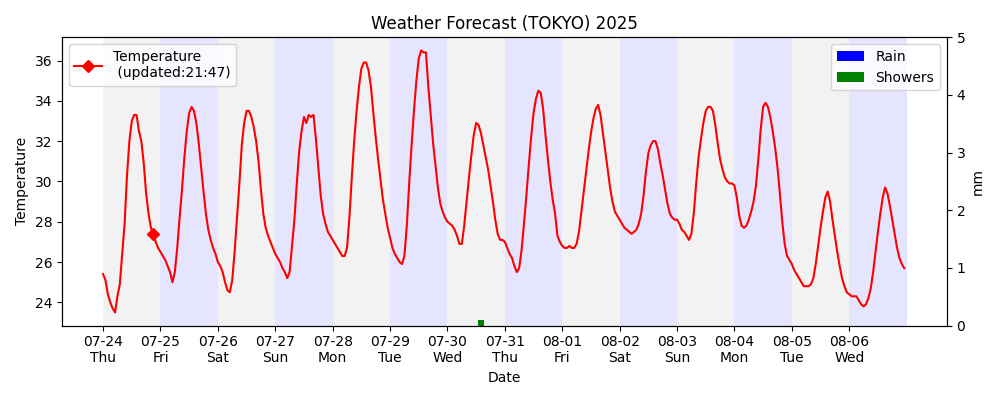 Weather Forecast (TOKYO) 2025
Temperature
(updated:21:47)
Rain
Showers
36
34
32
30
28
26
24
Temperature
5
4
3
2
1
0
mm
07-24 07-25 07-26 07-27 07-28 07-29 07-30 07-31 08-01 08-02 08-03 08-04 08-05 08-06
Thu Fri Sat Sun Mon Tue Wed Thu Fri Sat Sun Mon Tue Wed
Date